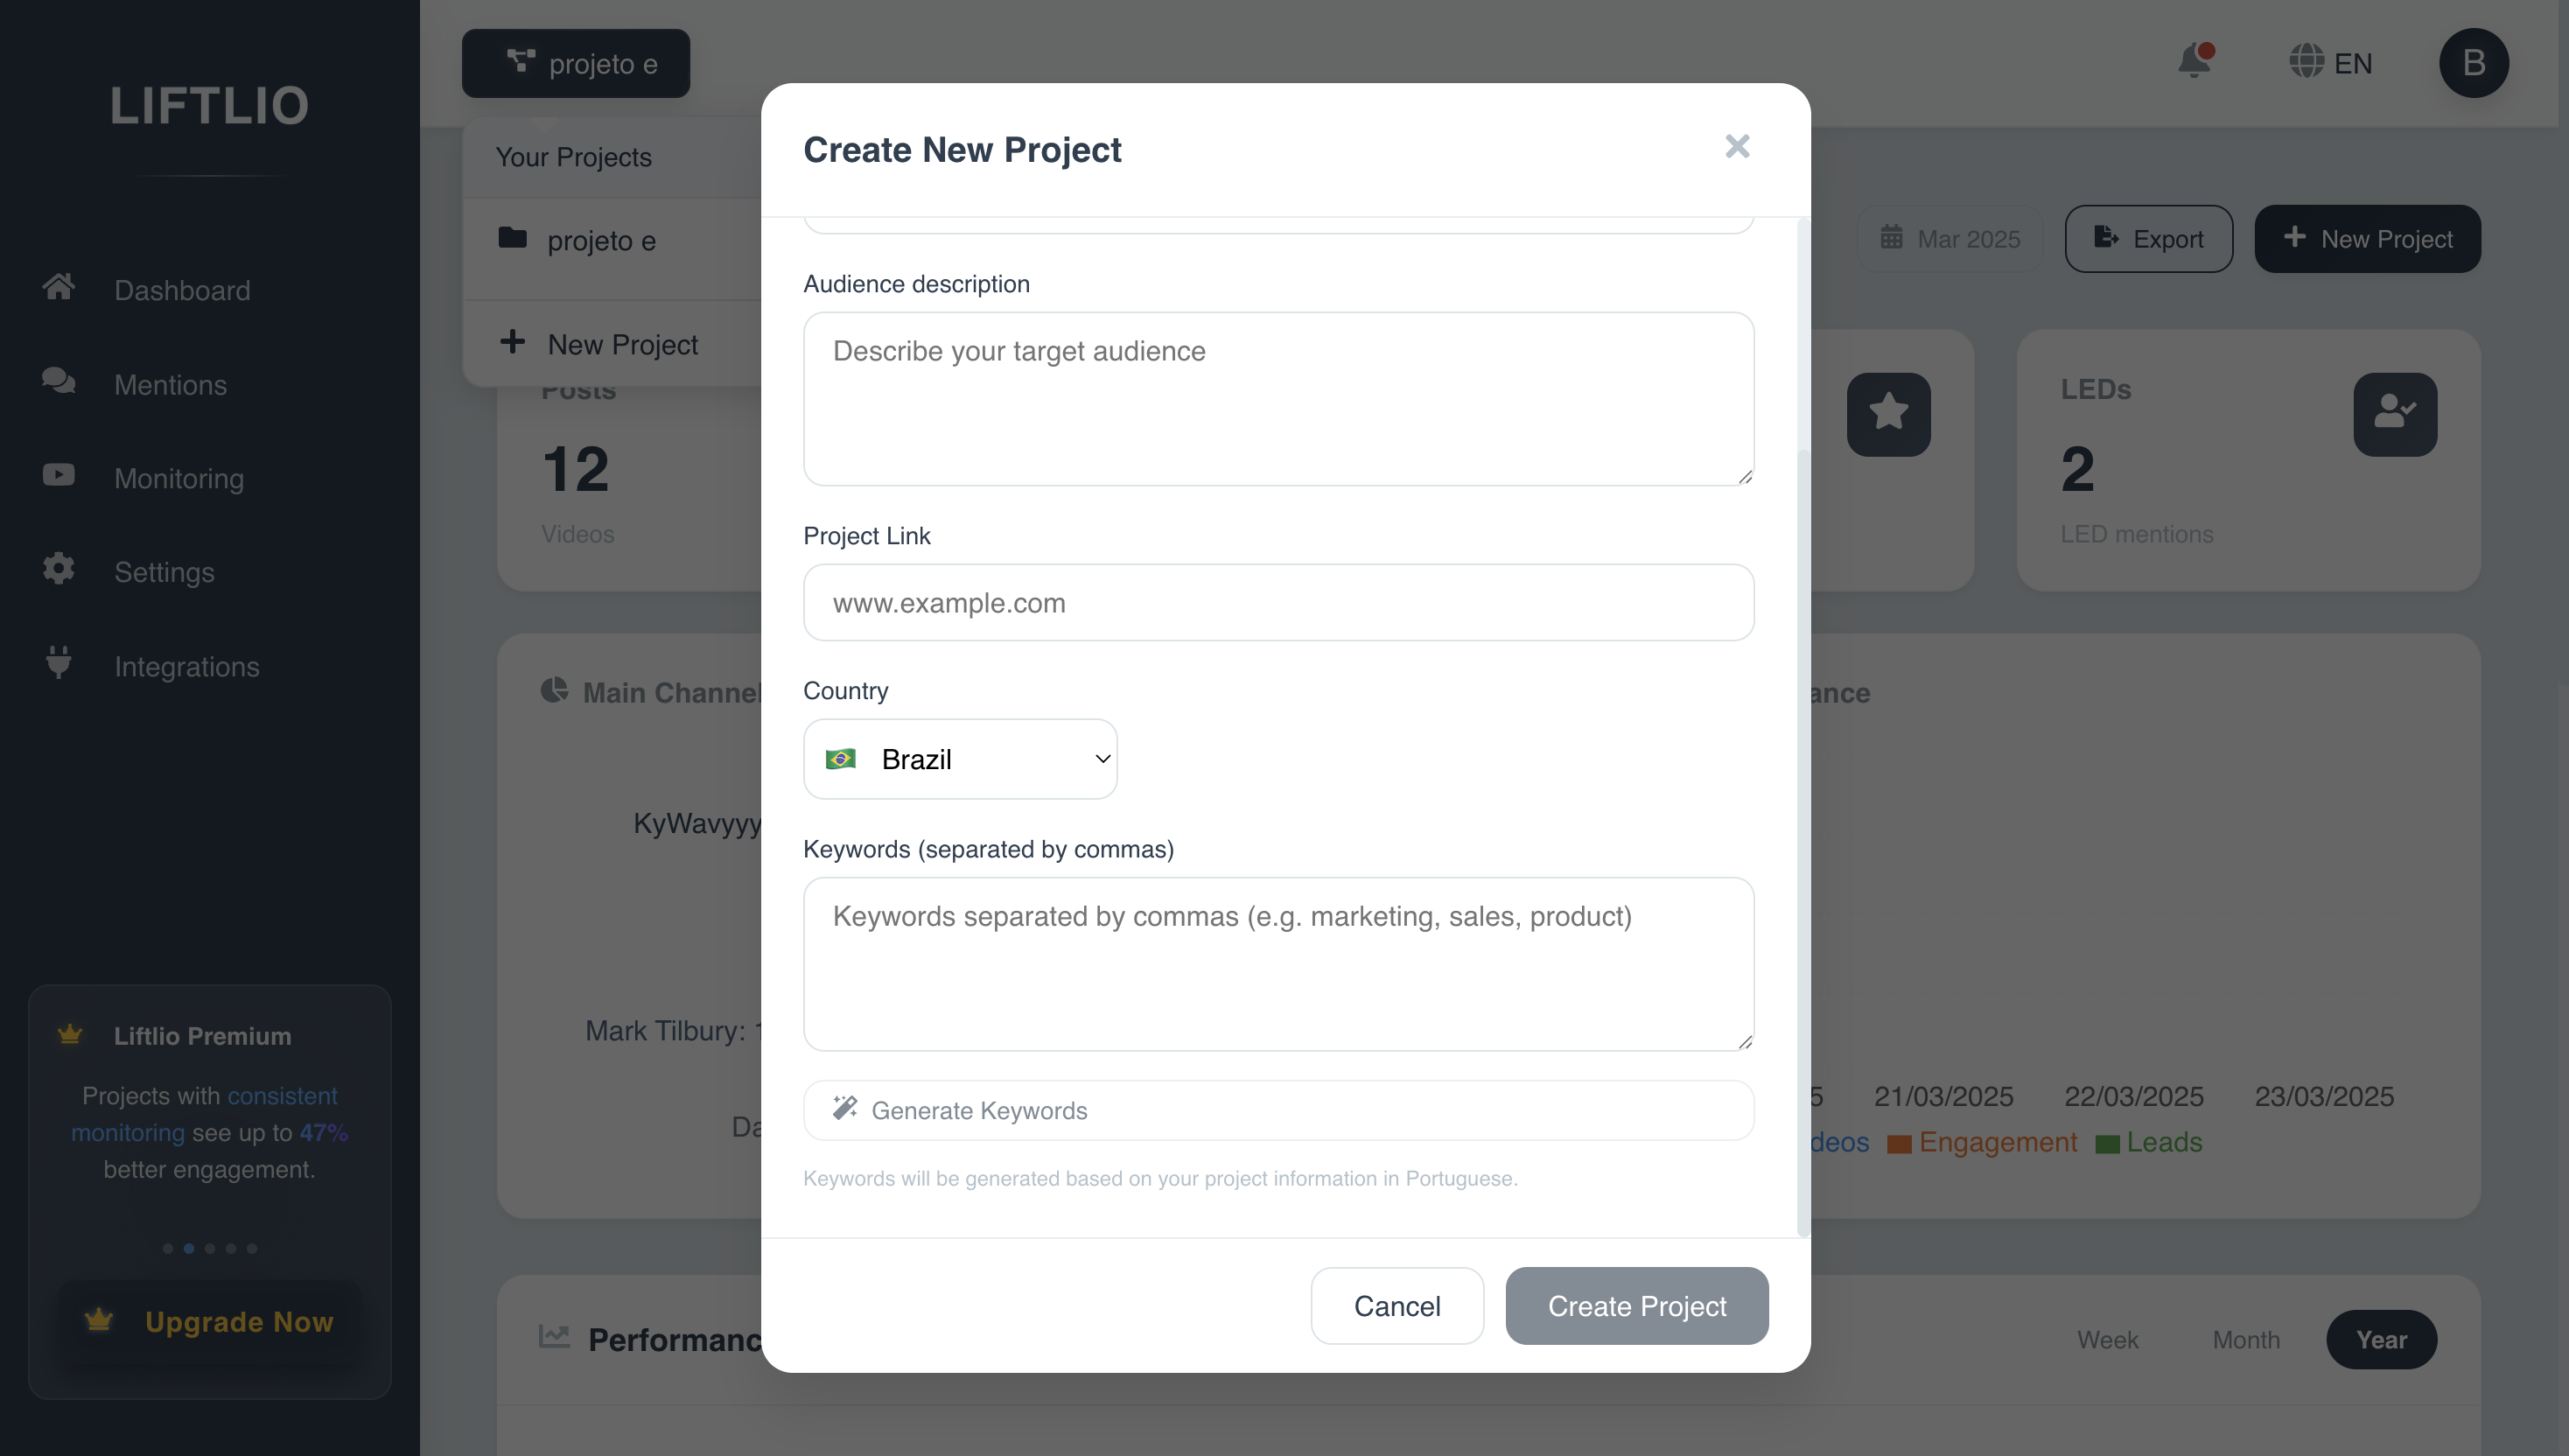 LIFTLIO
Dashboard
Mentions
Monitoring
Settings
Integrations
Liftlio Premium
Projects with consistent
monitoring see up to 47%
better engagement.
Upgrade Now
projeto e
EN
B
Your Projects
projeto e
New Project
Mar 2025
Export
New Project
Posts
12
Videos
LEDs
2
LED mentions
Main Channel
KyWavyyy
Mark Tilbury:
21/03/2025
22/03/2025
23/03/2025
Engagement
Leads
Performanc
Week
Month
Year
Create New Project
Audience description
Describe your target audience
Project Link
www.example.com
Country
Brazil
Keywords (separated by commas)
Keywords separated by commas (e.g. marketing, sales, product)
Generate Keywords
Keywords will be generated based on your project information in Portuguese.
Cancel
Create Project